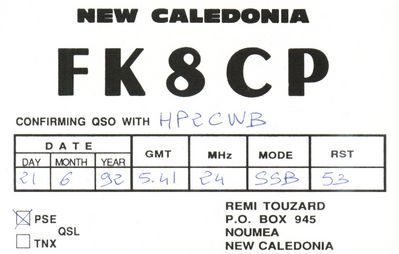 NEW CALEDONIA
FK8CP
CONFIRMING QSO WITH HP2CWB
DATE
DAY MONTH YEAR GMT MHz MODE RST
21 6 92 5.41 24 SSB 53
PSE
QSL
TNX
REMI TOUZARD
P.O. BOX 945
NOUMEA
NEW CALEDONIA